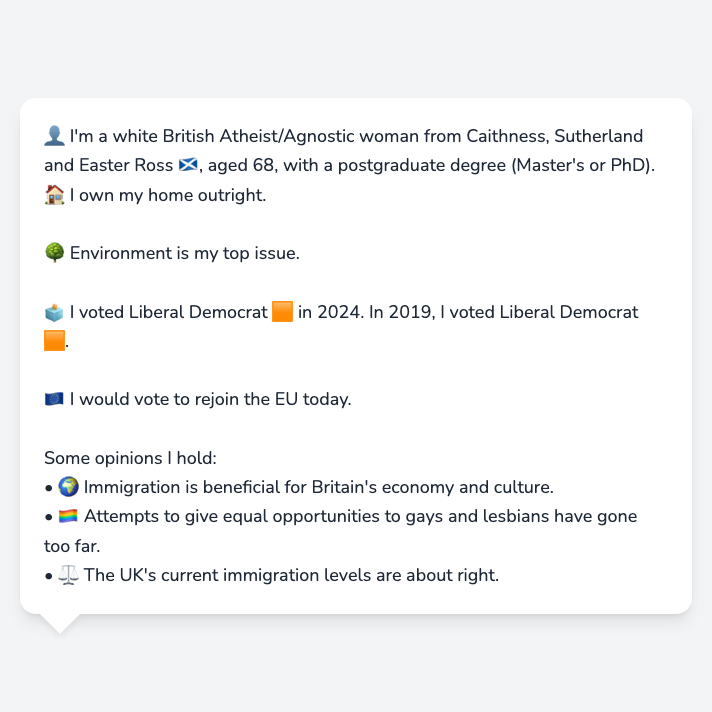 👤 I'm a white British Atheist/Agnostic woman from Caithness, Sutherland
and Easter Ross 🏴󠁧󠁢󠁳󠁣󠁴󠁿, aged 68, with a postgraduate degree (Master's or PhD).
🏠 I own my home outright.
🌳 Environment is my top issue.
🗳️ I voted Liberal Democrat 🟧 in 2024. In 2019, I voted Liberal Democrat
🟧.
🇪🇺 I would vote to rejoin the EU today.
Some opinions I hold:
• 🌍 Immigration is beneficial for Britain's economy and culture.
• 🏳️‍🌈 Attempts to give equal opportunities to gays and lesbians have gone
too far.
• ⚖️ The UK's current immigration levels are about right.